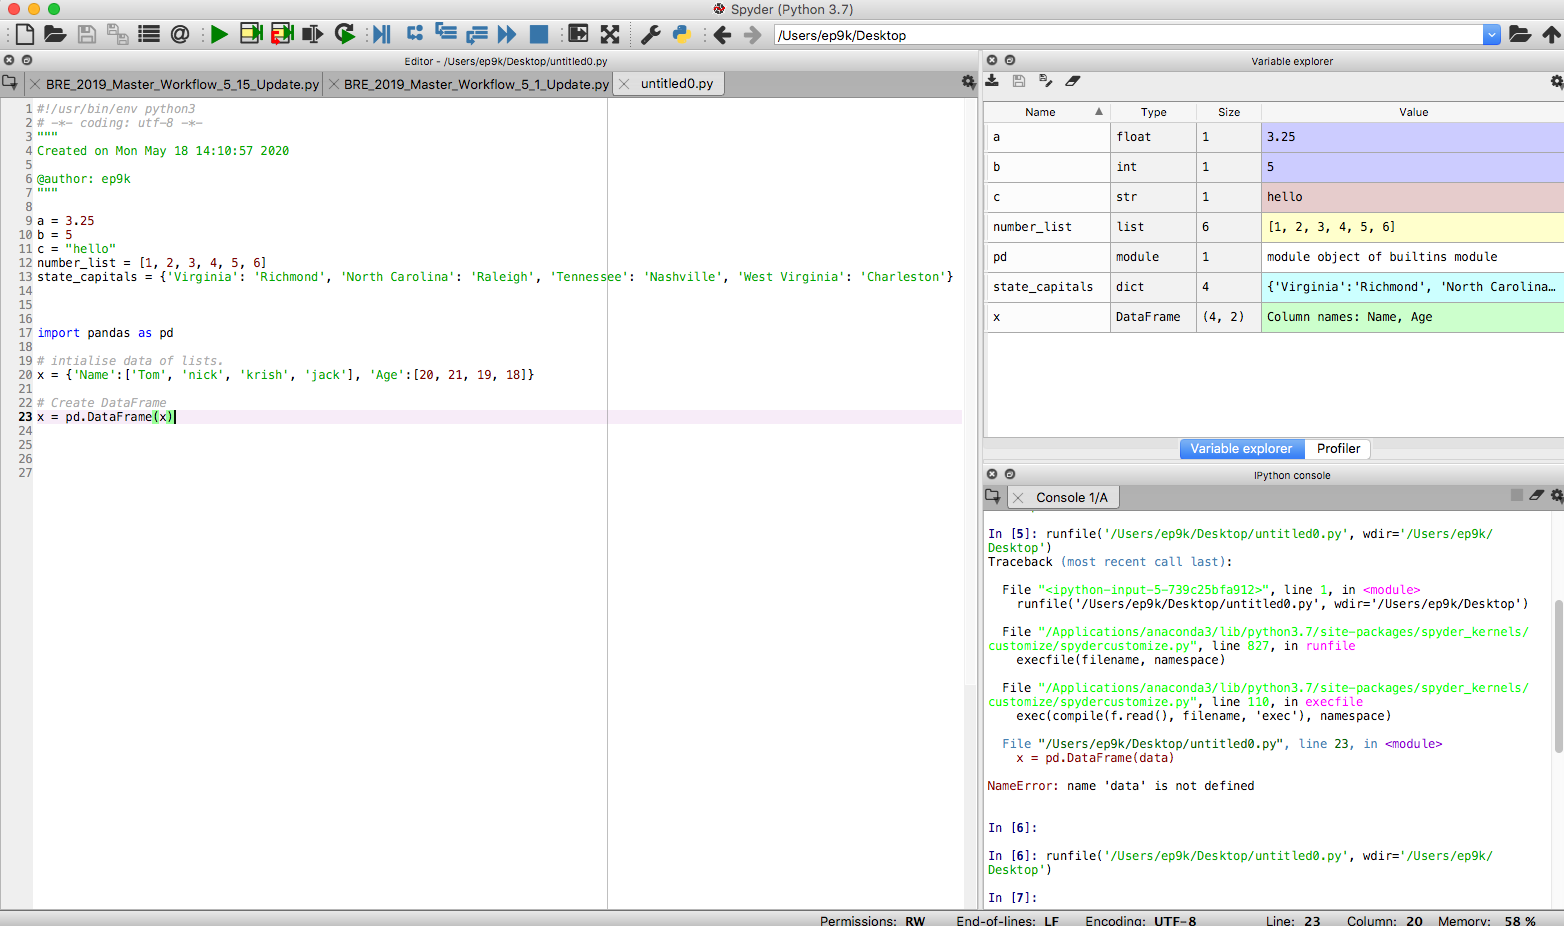 Spyder (Python 3.7)
/Users/ep9k/Desktop
Editor - /Users/ep9k/Desktop/untitled0.py
BRE_2019_Master_Workflow_5_15_Update.py
BRE_2019_Master_Workflow_5_1_Update.py
untitled0.py
1 #!/usr/bin/env python3
2 # -*- coding: utf-8 -*-
3 """
4 Created on Mon May 18 14:10:57 2020
5
6 @author: ep9k
7 """
8
9 a = 3.25
10 b = 5
11 c = "hello"
12 number_list = [1, 2, 3, 4, 5, 6]
13 state_capitals = {'Virginia': 'Richmond', 'North Carolina': 'Raleigh', 'Tennessee': 'Nashville', 'West Virginia': 'Charleston'}
14
15
16
17 import pandas as pd
18
19 # intialise data of lists.
20 x = {'Name':['Tom', 'nick', 'krish', 'jack'], 'Age':[20, 21, 19, 18]}
21
22 # Create DataFrame
23 x = pd.DataFrame(x)
24
25
26
27
Variable explorer
Name Type Size Value
a float 1 3.25
b int 1 5
c str 1 hello
number_list list 6 [1, 2, 3, 4, 5, 6]
pd module 1 module object of builtins module
state_capitals dict 4 {'Virginia':'Richmond', 'North Carolina...
x DataFrame (4, 2) Column names: Name, Age
Variable explorer Profiler
IPython console
Console 1/A
In [5]: runfile('/Users/ep9k/Desktop/untitled0.py', wdir='/Users/ep9k/
Desktop')
Traceback (most recent call last):
File "<ipython-input-5-739c25bfa912>", line 1, in <module>
runfile('/Users/ep9k/Desktop/untitled0.py', wdir='/Users/ep9k/Desktop')
File "/Applications/anaconda3/lib/python3.7/site-packages/spyder_kernels/
customize/spydercustomize.py", line 827, in runfile
execfile(filename, namespace)
File "/Applications/anaconda3/lib/python3.7/site-packages/spyder_kernels/
customize/spydercustomize.py", line 110, in execfile
exec(compile(f.read(), filename, 'exec'), namespace)
File "/Users/ep9k/Desktop/untitled0.py", line 23, in <module>
x = pd.DataFrame(data)
NameError: name 'data' is not defined
In [6]:
In [6]: runfile('/Users/ep9k/Desktop/untitled0.py', wdir='/Users/ep9k/
Desktop')
In [7]:
Permissions: RW End-of-lines: LF Encoding: UTF-8 Line: 23 Column: 20 Memory: 58 %